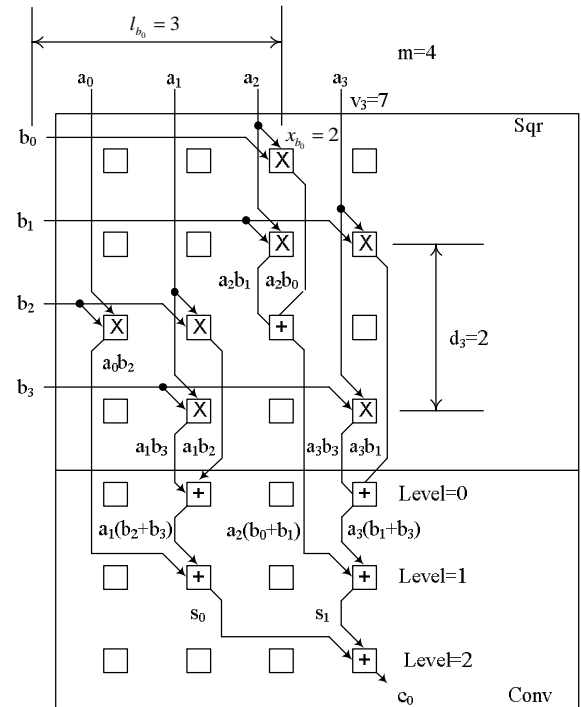 l_{b_0} = 3
m=4
a₀ a₁ a₂ a₃
v₃=7
Sqr
b₀
x_{b_0} = 2
X
b₁
X X
a₂b₁ a₂b₀
b₂
X X +
d₃=2
a₀b₂
b₃
X X
a₁b₃ a₁b₂ a₃b₃ a₃b₁
+ + Level=0
a₁(b₂+b₃) a₂(b₀+b₁) a₃(b₁+b₃)
+ + Level=1
s₀ s₁
+ Level=2
c₀ Conv